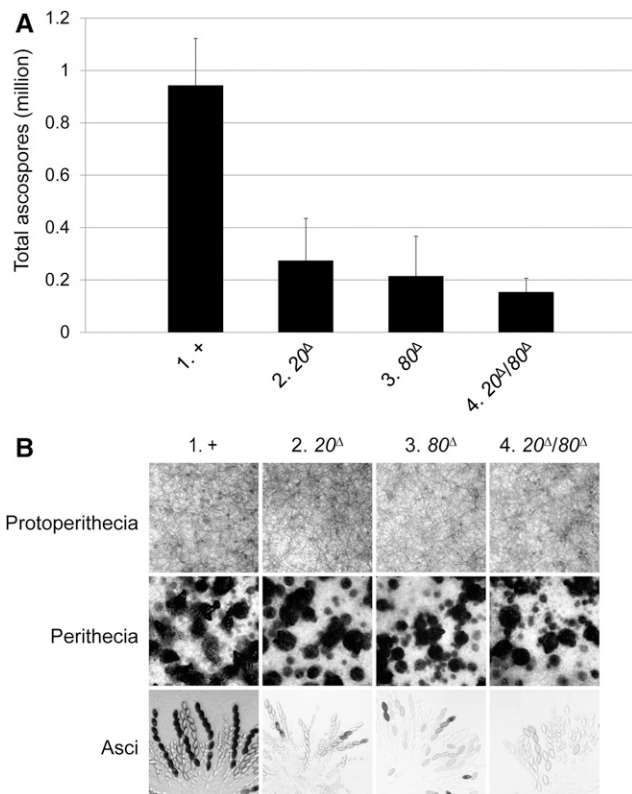 A
Total ascospores (million)
1.2
1
0.8
0.6
0.4
0.2
0
1. +
2. 20Δ
3. 80Δ
4. 20Δ/80Δ
B
1. +
2. 20Δ
3. 80Δ
4. 20Δ/80Δ
Protoperithecia
Perithecia
Asci